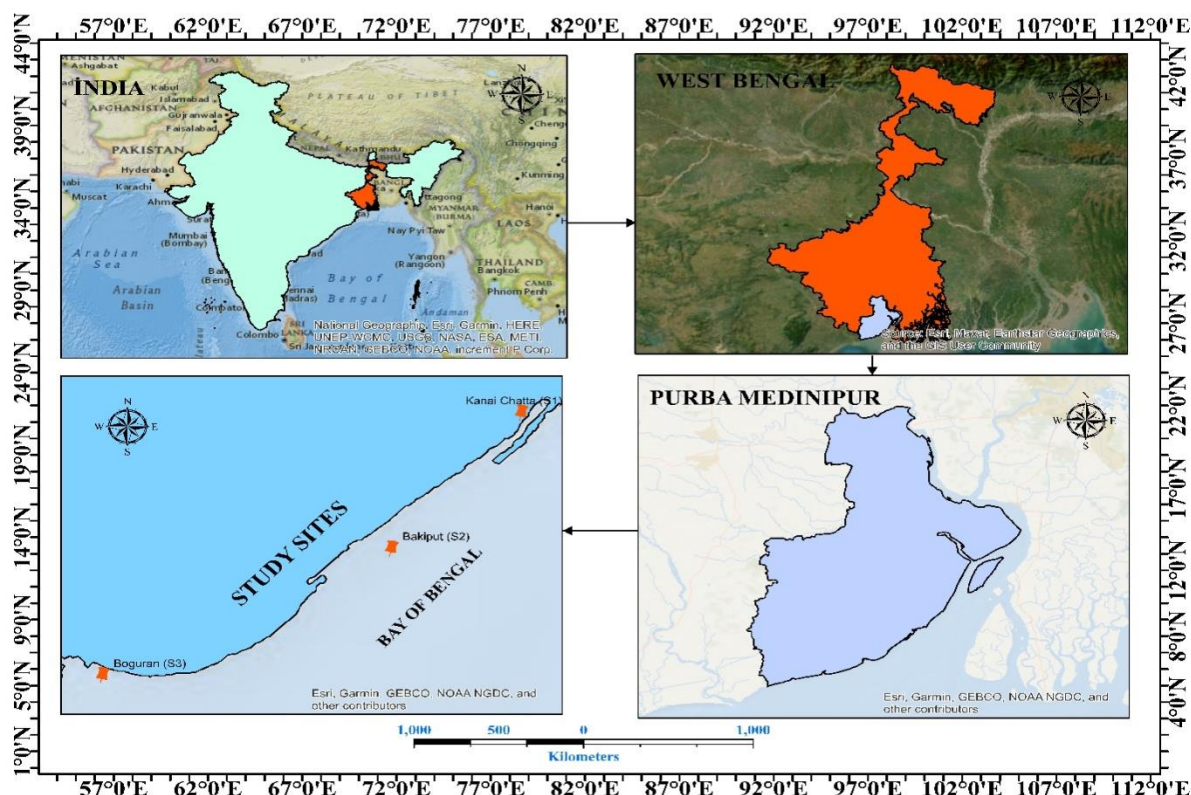 57°0'E 62°0'E 67°0'E 72°0'E 77°0'E 82°0'E 87°0'E 92°0'E 97°0'E 102°0'E 107°0'E 112°0'E
44°0'N
39°0'N
34°0'N
29°0'N
24°0'N
19°0'N
14°0'N
9°0'N
5°0'N
1°0'N
INDIA
N
W E
S
Ashgabat
Kabul
Islamabad
AFGHANISTAN
Gujranwala
Faisalabad
PLATEAU OF TIBET
PAKISTAN
Hyderabad
Karachi
Muscat
NEPAL
Kathmandu
Chongqing
Kunming
MYANMAR
(BURMA)
Hanoi
LAOS
Nay Pyi Taw
Mumbai
(Bombay)
Arabian
Sea
Yangon
(Rangoon)
THAILAND
Bangkok
Bay of
Bengal
Arabian
Basin
CAMB.
Phnom Penh
Andaman
Colombo
SRI
LANKA
National Geographic, Esri, Garmin, HERE,
UNEP-WCMC, USGS, NASA, ESA, METI,
NRCAN, GEBCO, NOAA, increment P Corp.
WEST BENGAL
N
W E
S
Source: Esri, Maxar, Earthstar Geographics,
and the GIS User Community
42°0'N
37°0'N
32°0'N
27°0'N
22°0'N
17°0'N
12°0'N
8°0'N
4°0'N
Kanai Chatta (S1)
N
W E
S
STUDY SITES
Bakiput (S2)
BAY OF BENGAL
Boguran (S3)
Esri, Garmin, GEBCO, NOAA NGDC, and
other contributors
PURBA MEDINIPUR
N
W E
S
Esri, Garmin, GEBCO, NOAA NGDC, and
other contributors
1,000 500 0 1,000
Kilometers
57°0'E 62°0'E 67°0'E 72°0'E 77°0'E 82°0'E 87°0'E 92°0'E 97°0'E 102°0'E 107°0'E 112°0'E